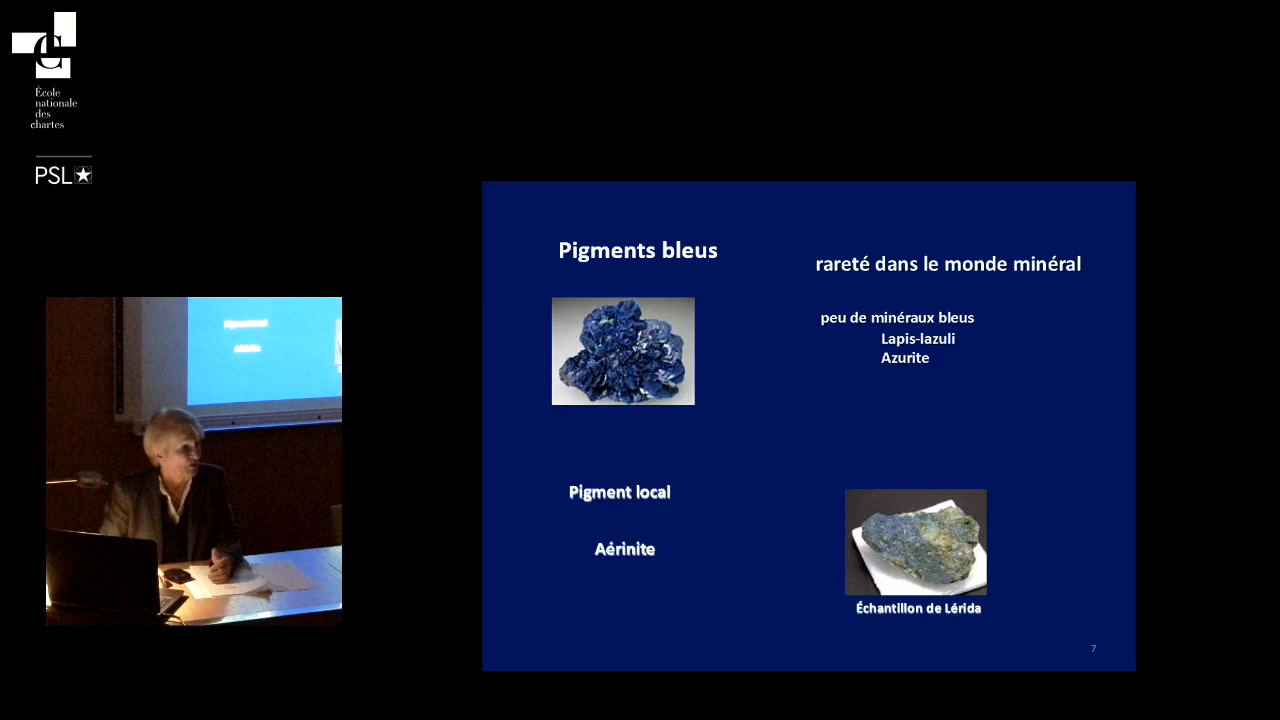 École
nationale
des
chartes
PSL
Pigments bleus
rareté dans le monde minéral
peu de minéraux bleus
Lapis-lazuli
Azurite
Pigment local
Aérinite
Échantillon de Lérida
7